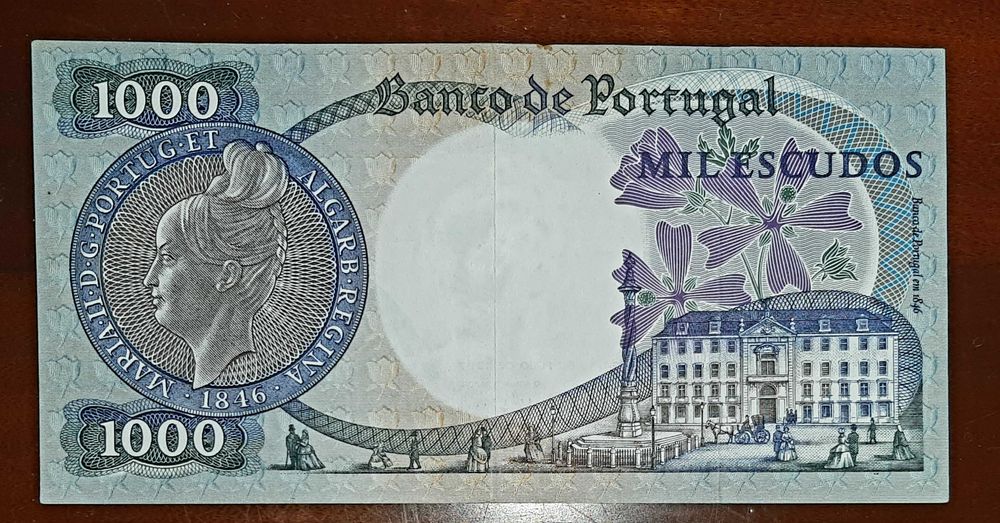 1000
Banco de Portugal
MIL ESCUDOS
MARIA·II·D·G·PORTUG·ET·ALGARB·REGINA·1846·
Banco de Portugal em 1846
1000